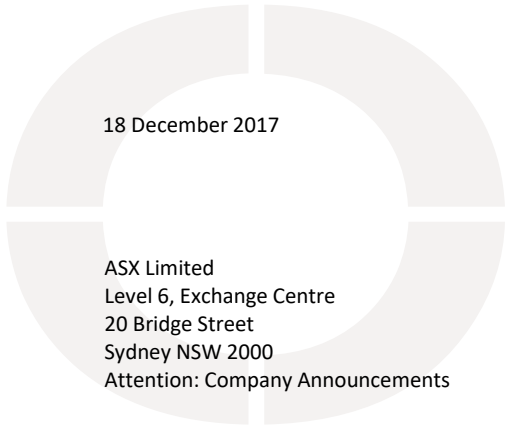 18 December 2017
ASX Limited
Level 6, Exchange Centre
20 Bridge Street
Sydney NSW 2000
Attention: Company Announcements